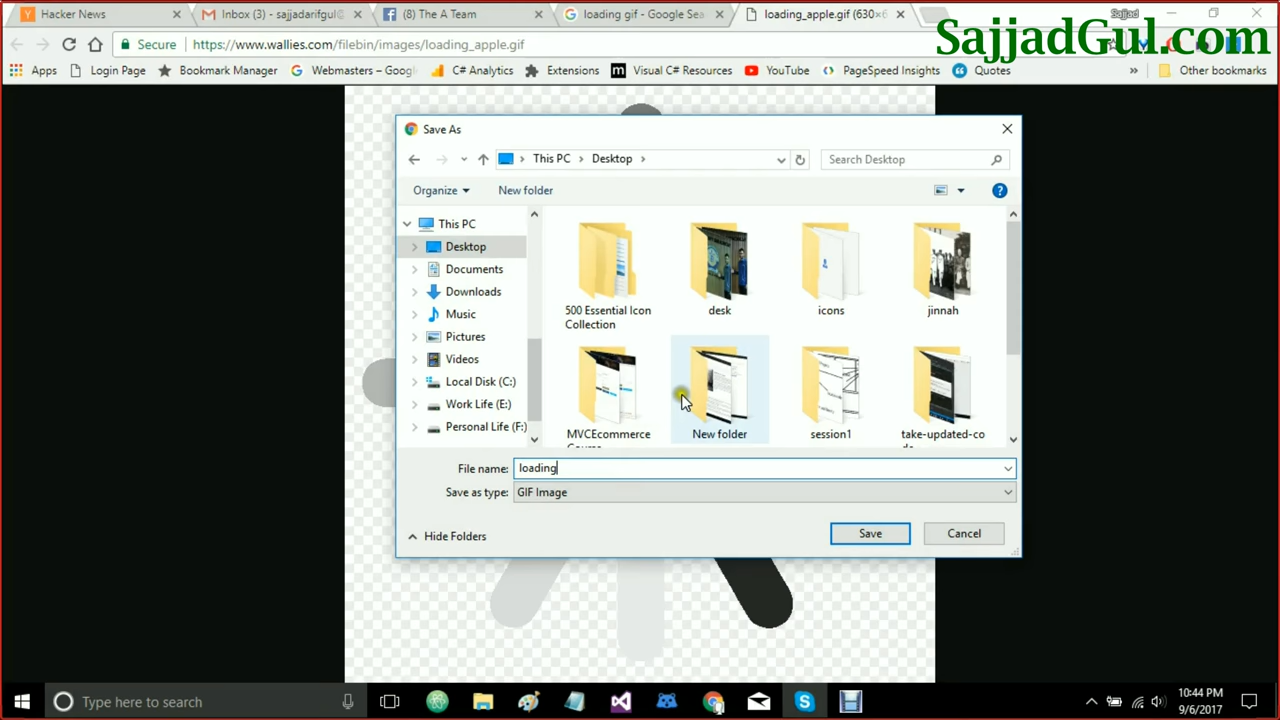 Hacker News
Inbox (3) - sajjadarifgul@
(8) The A Team
loading gif - Google Sea
loading_apple.gif (630×6
Sajjad
SajjadGul.com
Secure
https://www.wallies.com/filebin/images/loading_apple.gif
Apps
Login Page
Bookmark Manager
Webmasters – Googl
C# Analytics
Extensions
m
Visual C# Resources
YouTube
PageSpeed Insights
Quotes
»
Other bookmarks
Save As
This PC
Desktop
Search Desktop
Organize
New folder
This PC
Desktop
Documents
Downloads
Music
Pictures
Videos
Local Disk (C:)
Work Life (E:)
Personal Life (F:)
500 Essential Icon
Collection
desk
icons
jinnah
MVCEcommerce
New folder
session1
take-updated-co
File name:
loading
Save as type:
GIF Image
Hide Folders
Save
Cancel
Type here to search
10:44 PM
9/6/2017